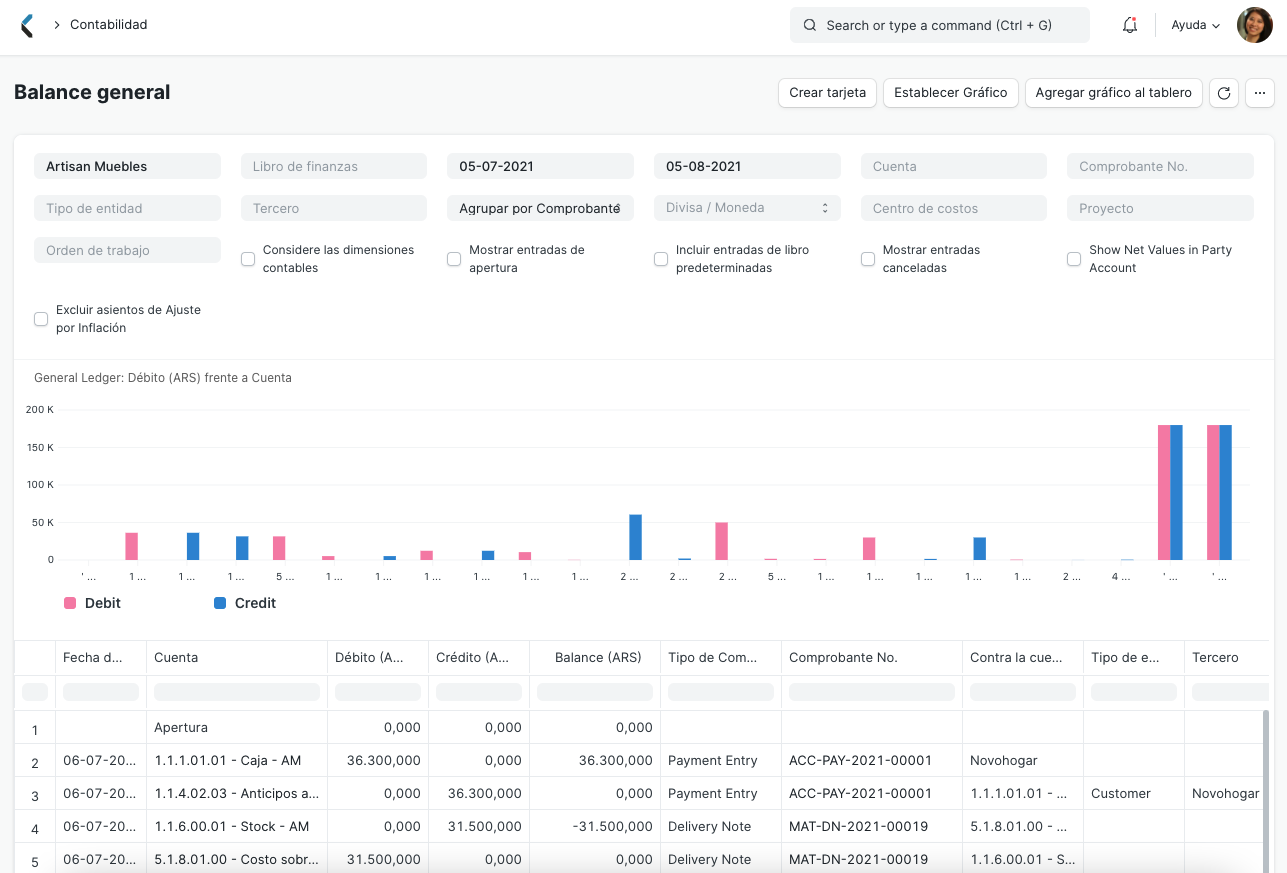 Contabilidad
Search or type a command (Ctrl + G)
Ayuda
Balance general
Crear tarjeta
Establecer Gráfico
Agregar gráfico al tablero
...
Artisan Muebles
Libro de finanzas
05-07-2021
05-08-2021
Cuenta
Comprobante No.
Tipo de entidad
Tercero
Agrupar por Comprobante
Divisa / Moneda
Centro de costos
Proyecto
Orden de trabajo
Considere las dimensiones
contables
Mostrar entradas de
apertura
Incluir entradas de libro
predeterminadas
Mostrar entradas
canceladas
Show Net Values in Party
Account
Excluir asientos de Ajuste
por Inflación
General Ledger: Débito (ARS) frente a Cuenta
200 K
150 K
100 K
50 K
0
' ... 1 ... 1 ... 1 ... 5 ... 1 ... 1 ... 1 ... 1 ... 1 ... 1 ... 2 ... 2 ... 2 ... 5 ... 1 ... 1 ... 1 ... 1 ... 1 ... 2 ... 4 ... ' ... ' ...
Debit
Credit
Fecha d... Cuenta Débito (A... Crédito (A... Balance (ARS) Tipo de Com... Comprobante No. Contra la cue... Tipo de e... Tercero
1 Apertura 0,000 0,000 0,000
2 06-07-20... 1.1.1.01.01 - Caja - AM 36.300,000 0,000 36.300,000 Payment Entry ACC-PAY-2021-00001 Novohogar
3 06-07-20... 1.1.4.02.03 - Anticipos a... 0,000 36.300,000 0,000 Payment Entry ACC-PAY-2021-00001 1.1.1.01.01 - ... Customer Novohogar
4 06-07-20... 1.1.6.00.01 - Stock - AM 0,000 31.500,000 -31.500,000 Delivery Note MAT-DN-2021-00019 5.1.8.01.00 - ...
5 06-07-20... 5.1.8.01.00 - Costo sobr... 31.500,000 0,000 0,000 Delivery Note MAT-DN-2021-00019 1.1.6.00.01 - S...